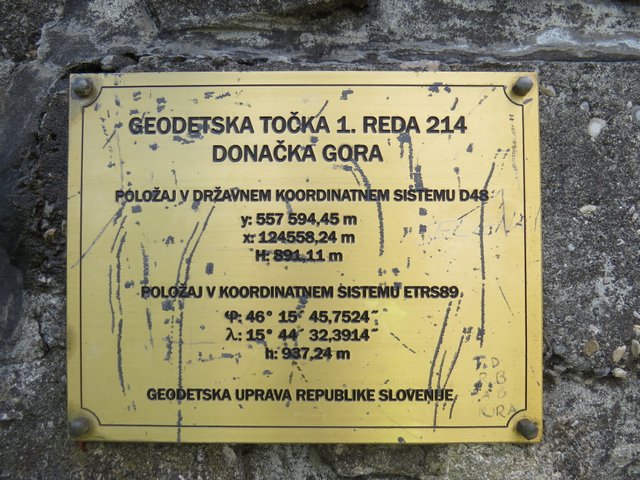 GEODETSKA TOČKA 1. REDA 214
DONAČKA GORA
POLOŽAJ V DRŽAVNEM KOORDINATNEM SISTEMU D48
y: 557 594,45 m
x: 124558,24 m
H: 891,11 m
POLOŽAJ V KOORDINATNEM SISTEMU ETRS89
φ: 46° 15´ 45,7524˝
λ: 15° 44´ 32,3914˝
h: 937,24 m
GEODETSKA UPRAVA REPUBLIKE SLOVENIJE